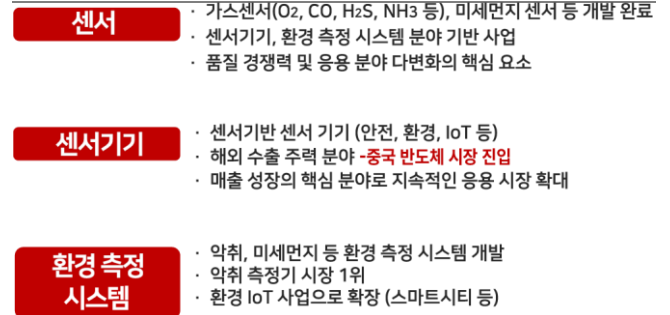 센서
· 가스센서(O2, CO, H2S, NH3 등), 미세먼지 센서 등 개발 완료
· 센서기기, 환경 측정 시스템 분야 기반 사업
· 품질 경쟁력 및 응용 분야 다변화의 핵심 요소
센서기기
· 센서기반 센서 기기 (안전, 환경, IoT 등)
· 해외 수출 주력 분야 -중국 반도체 시장 진입
· 매출 성장의 핵심 분야로 지속적인 응용 시장 확대
환경 측정
시스템
· 악취, 미세먼지 등 환경 측정 시스템 개발
· 악취 측정기 시장 1위
· 환경 IoT 사업으로 확장 (스마트시티 등)